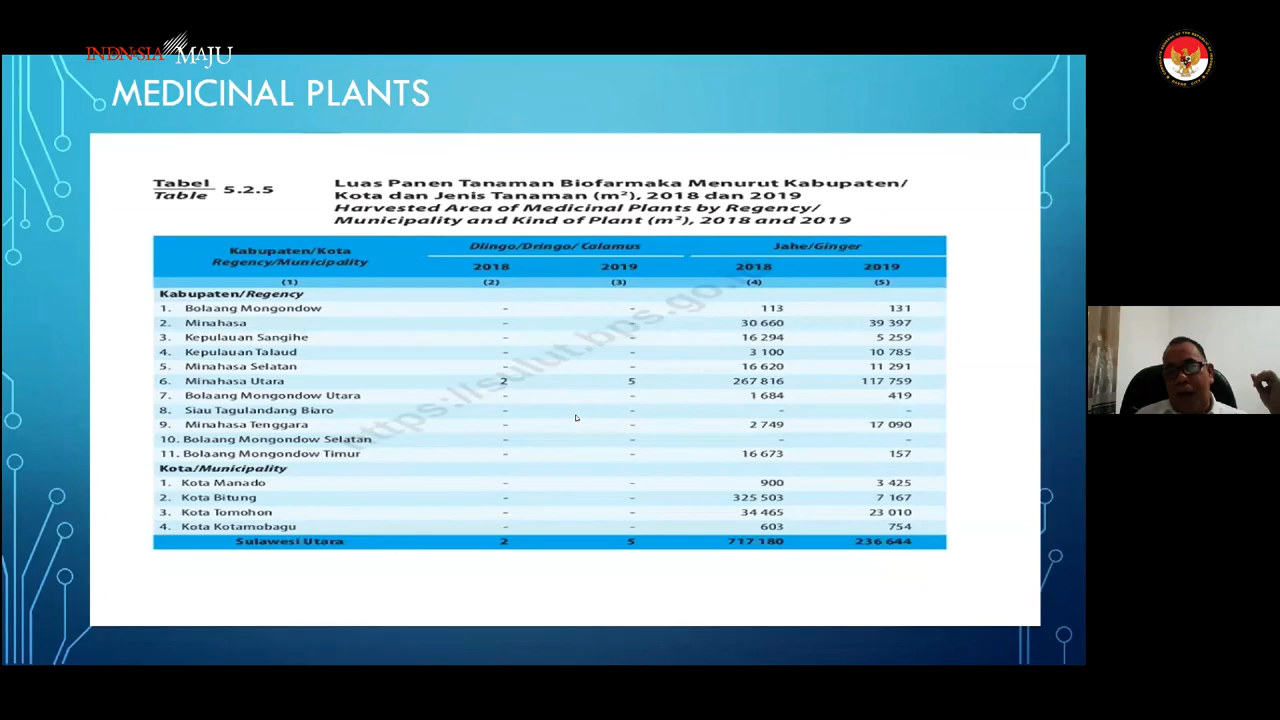 INDONESIA MAJU
MEDICINAL PLANTS
Tabel
Table 5.2.5
Luas Panen Tanaman Biofarmaka Menurut Kabupaten/
Kota dan Jenis Tanaman (m²), 2018 dan 2019
Harvested Area of Medicinal Plants by Regency/
Municipality and Kind of Plant (m²), 2018 and 2019
Kabupaten/Kota Dlingo/Dringo/Calamus Jahe/Ginger
Regency/Municipality 2018 2019 2018 2019
(1) (2) (3) (4) (5)
Kabupaten/Regency
1. Bolaang Mongondow - - 113 131
2. Minahasa - - 30 660 39 397
3. Kepulauan Sangihe - - 16 294 5 259
4. Kepulauan Talaud - - 3 100 10 785
5. Minahasa Selatan - - 16 620 11 291
6. Minahasa Utara 2 5 267 816 117 759
7. Bolaang Mongondow Utara - - 1 684 419
8. Siau Tagulandang Biaro - - - -
9. Minahasa Tenggara - - 2 749 17 090
10. Bolaang Mongondow Selatan - - - -
11. Bolaang Mongondow Timur - - 16 673 157
Kota/Municipality
1. Kota Manado - - 900 3 425
2. Kota Bitung - - 325 503 7 167
3. Kota Tomohon - - 34 465 23 010
4. Kota Kotamobagu - - 603 754
Sulawesi Utara 2 5 717 180 236 644
https://sulut.bps.go.